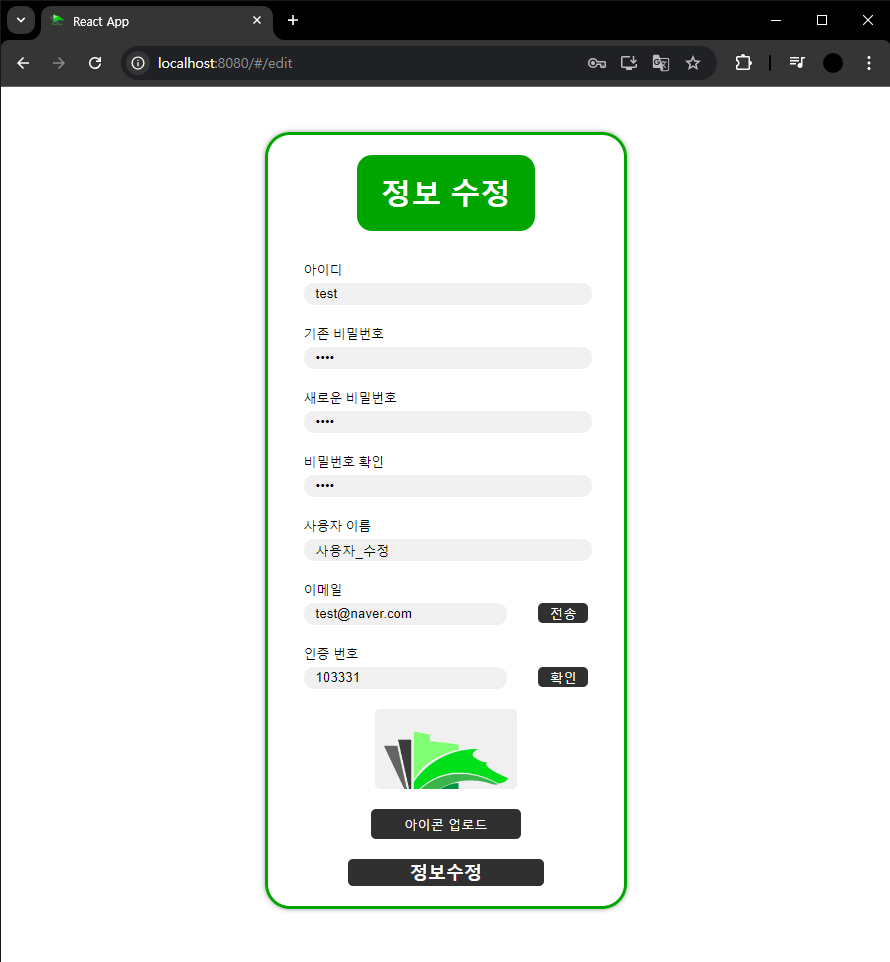 React App
localhost:8080/#/edit
정보 수정
아이디
test
기존 비밀번호
••••
새로운 비밀번호
••••
비밀번호 확인
••••
사용자 이름
사용자_수정
이메일
test@naver.com 전송
인증 번호
103331 확인
아이콘 업로드
정보수정